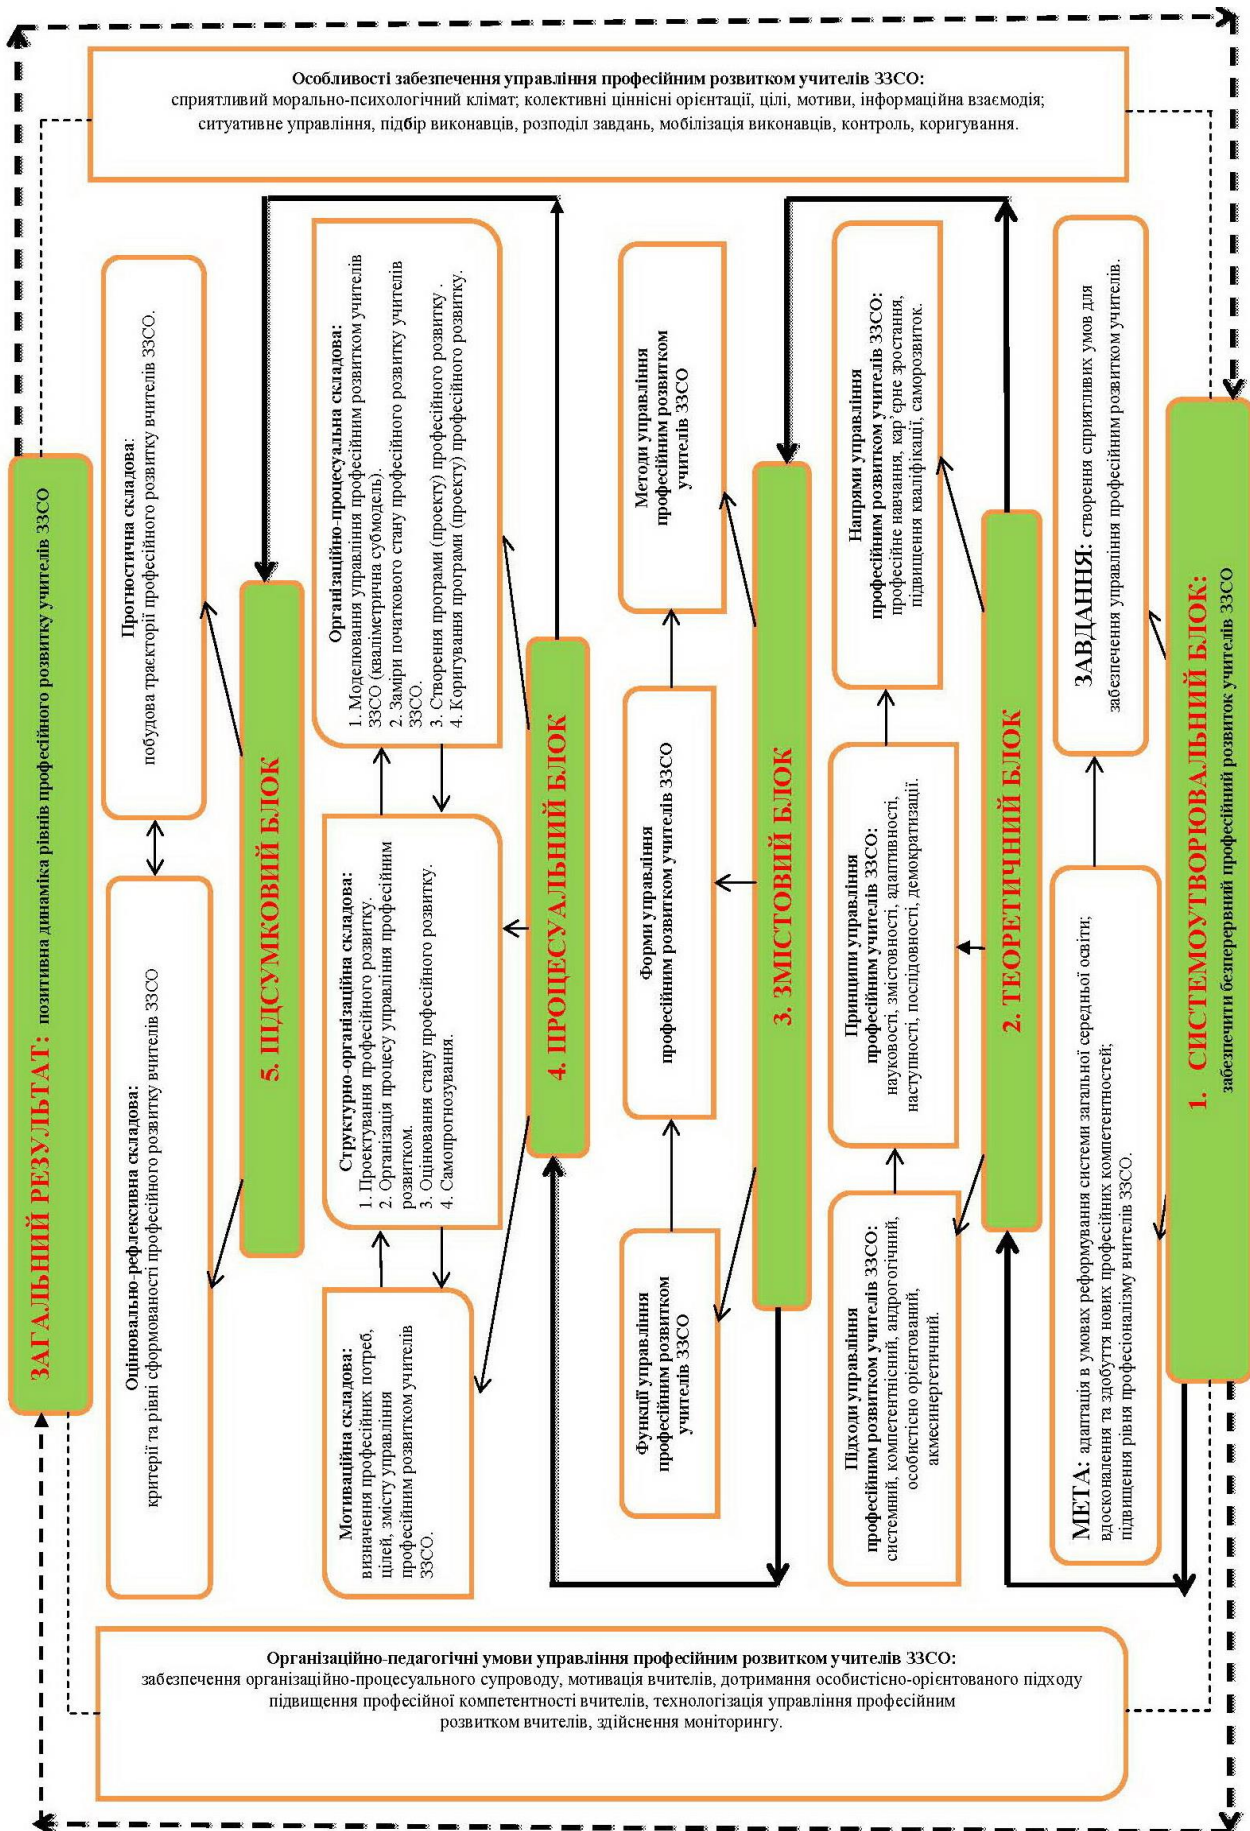 Особливості забезпечення управління професійним розвитком учителів ЗЗСО:
сприятливий морально-психологічний клімат; колективні ціннісні орієнтації, цілі, мотиви, інформаційна взаємодія;
ситуативне управління, підбір виконавців, розподіл завдань, мобілізація виконавців, контроль, коригування.
ЗАГАЛЬНИЙ РЕЗУЛЬТАТ: позитивна динаміка рівнів професійного розвитку учителів ЗЗСО
Оцінювально-рефлексивна складова:
критерії та рівні сформованості професійного розвитку вчителів ЗЗСО
Прогностична складова:
побудова траєкторії професійного розвитку вчителів ЗЗСО.
5. ПІДСУМКОВИЙ БЛОК
Мотиваційна складова:
визначення професійних потреб,
цілей, змісту управління
професійним розвитком учителів
ЗЗСО.
Структурно-організаційна складова:
1. Проектування професійного розвитку.
2. Організація процесу управління професійним
розвитком.
3. Оцінювання стану професійного розвитку.
4. Самопрогнозування.
Організаційно-процесуальна складова:
1. Моделювання управління професійним розвитком учителів
ЗЗСО (кваліметрична субмодель).
2. Заміри початкового стану професійного розвитку учителів
ЗЗСО.
3. Створення програми (проекту) професійного розвитку .
4. Коригування програми (проекту) професійного розвитку.
4. ПРОЦЕСУАЛЬНИЙ БЛОК
Функції управління
професійним розвитком
учителів ЗЗСО
Форми управління
професійним розвитком учителів ЗЗСО
Методи управління
професійним розвитком
учителів ЗЗСО
3. ЗМІСТОВИЙ БЛОК
Підходи управління
професійним розвитком учителів ЗЗСО:
системний, компетентнісний, андрогогічний,
особистісно орієнтований,
акмесинергетичний.
Принципи управління
професійним учителів ЗЗСО:
науковості, змістовності, адаптивності,
наступності, послідовності, демократизації.
Напрями управління
професійним розвитком учителів ЗЗСО:
професійне навчання, кар’єрне зростання,
підвищення кваліфікації, саморозвиток.
2. ТЕОРЕТИЧНИЙ БЛОК
МЕТА: адаптація в умовах реформування системи загальної середньої освіти;
вдосконалення та здобуття нових професійних компетентностей;
підвищення рівня професіоналізму вчителів ЗЗСО.
ЗАВДАННЯ: створення сприятливих умов для
забезпечення управління професійним розвитком учителів.
1. СИСТЕМОУТВОРЮВАЛЬНИЙ БЛОК:
забезпечити безперервний професійний розвиток учителів ЗЗСО
Організаційно-педагогічні умови управління професійним розвитком учителів ЗЗСО:
забезпечення організаційно-процесуального супроводу, мотивація вчителів, дотримання особистісно-орієнтованого підходу
підвищення професійної компетентності вчителів, технологізація управління професійним
розвитком вчителів, здійснення моніторингу.